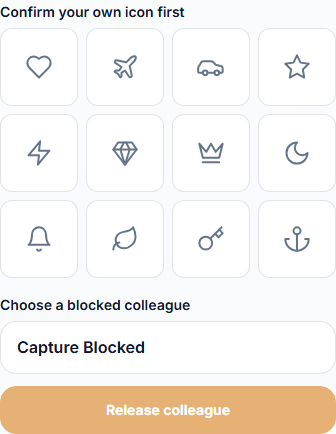 Confirm your own icon first
Choose a blocked colleague
Capture Blocked
Release colleague